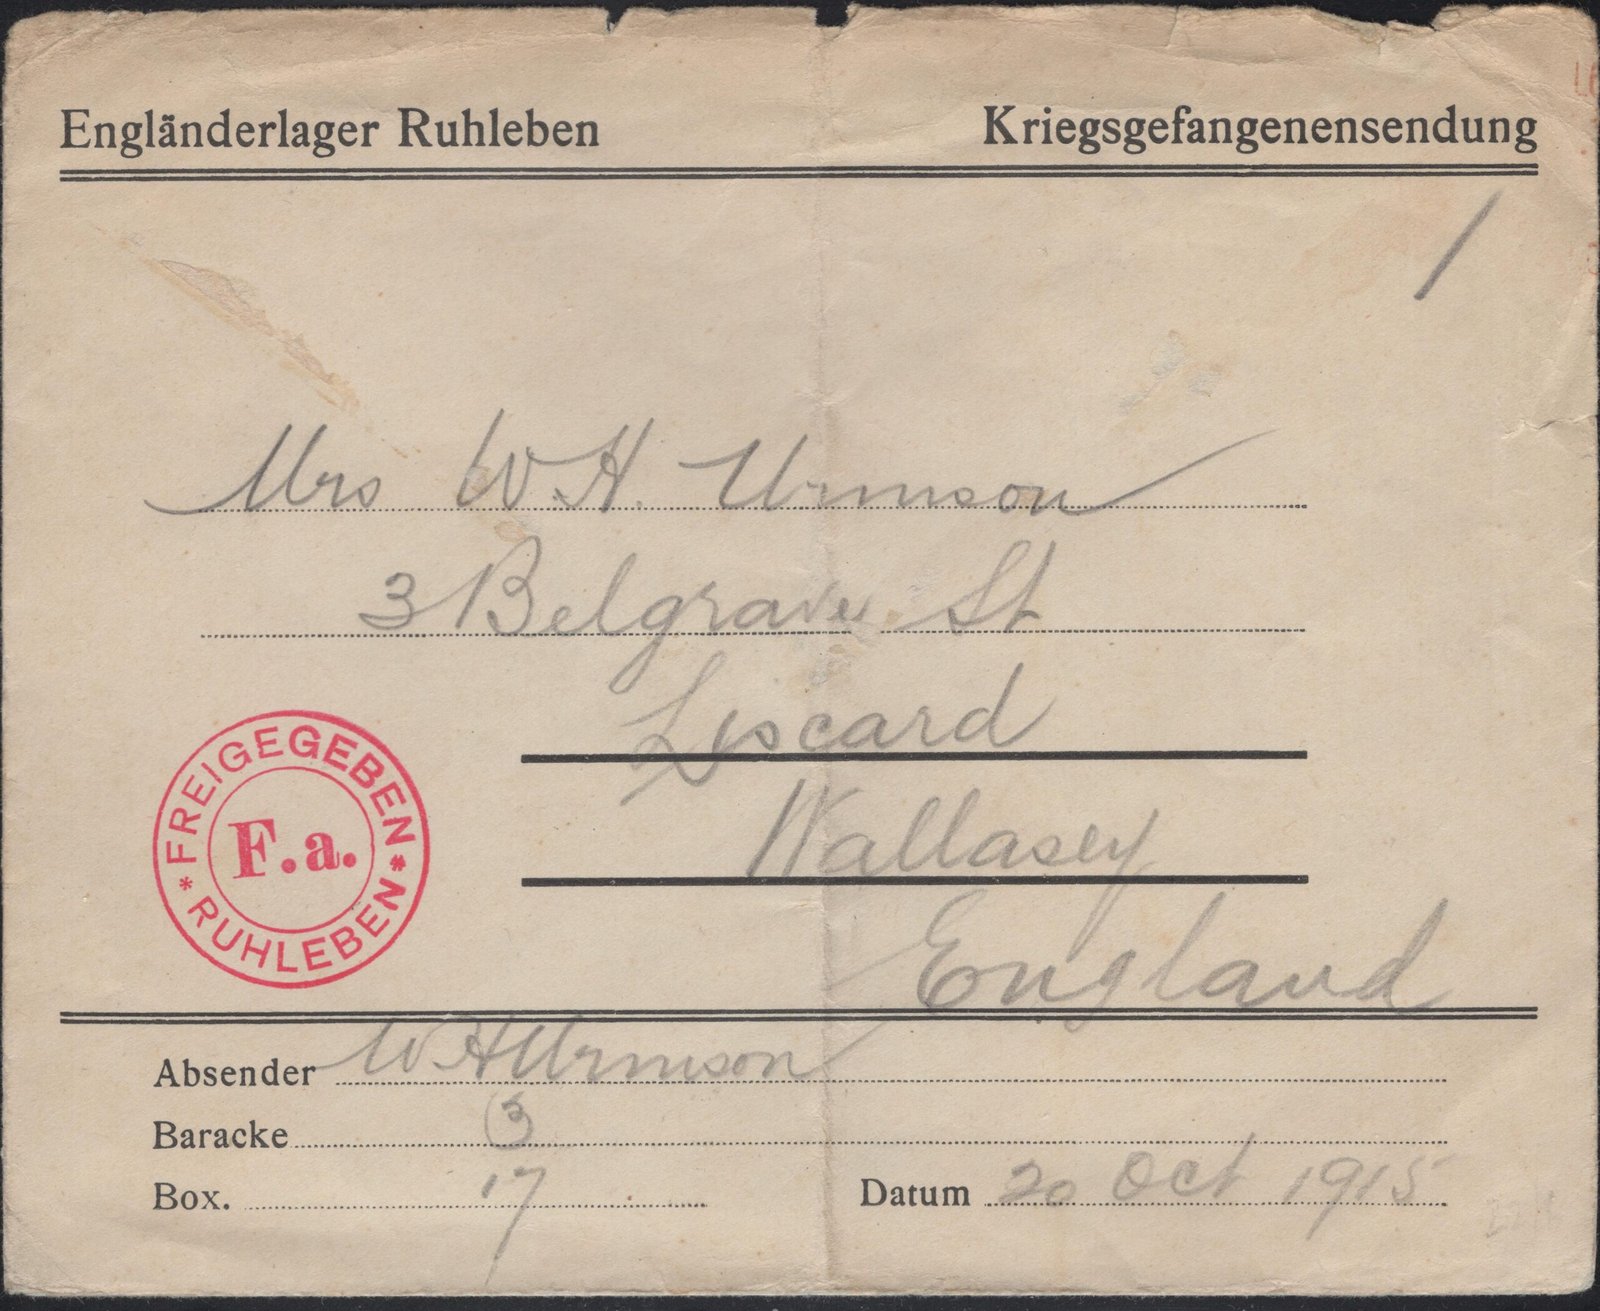 Engländerlager Ruhleben Kriegsgefangenensendung
/
Mrs W. H. Urmson
3 Belgrave St
Liscard
Wallasey
England
FREIGEGEBEN
F.a.
* RUHLEBEN *
Absender W H Urmson
Baracke 3
Box. 17 Datum 20 Oct 1915